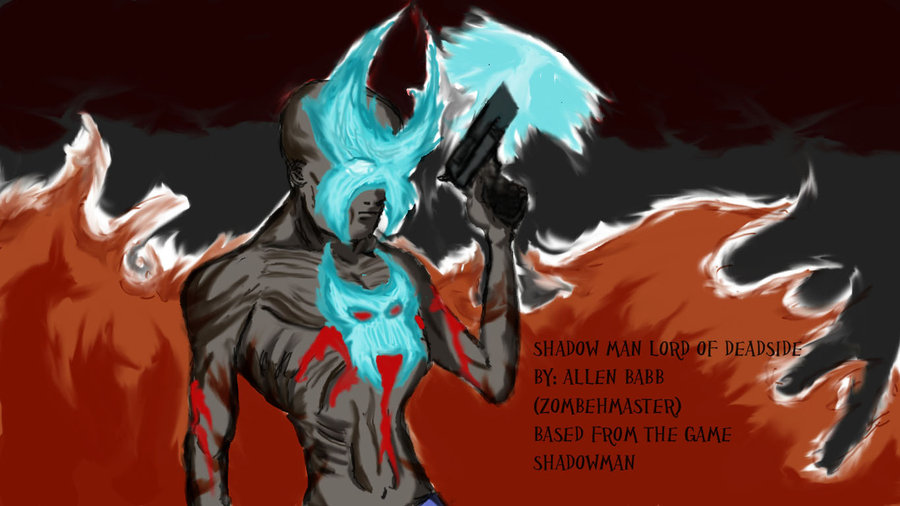 SHADOW MAN LORD OF DEADSIDE
BY: ALLEN BABB
(ZOMBEHMASTER)
BASED FROM THE GAME
SHADOWMAN